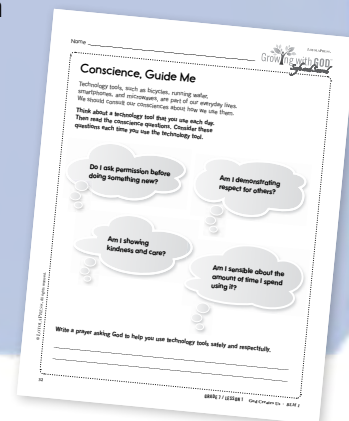 Name
Growing with GOD
Conscience, Guide Me
Technology tools, such as bicycles, running water,
smartphones, and microwaves, are part of our everyday lives.
We should consult our consciences about how we use them.
Think about a technology tool that you use each day.
Then read the conscience questions. Consider these
questions each time you use the technology tool.
Do I ask permission before
doing something new?
Am I demonstrating
respect for others?
Am I showing
kindness and care?
Am I sensible about the
amount of time I spend
using it?
Write a prayer asking God to help you use technology tools safely and respectfully.